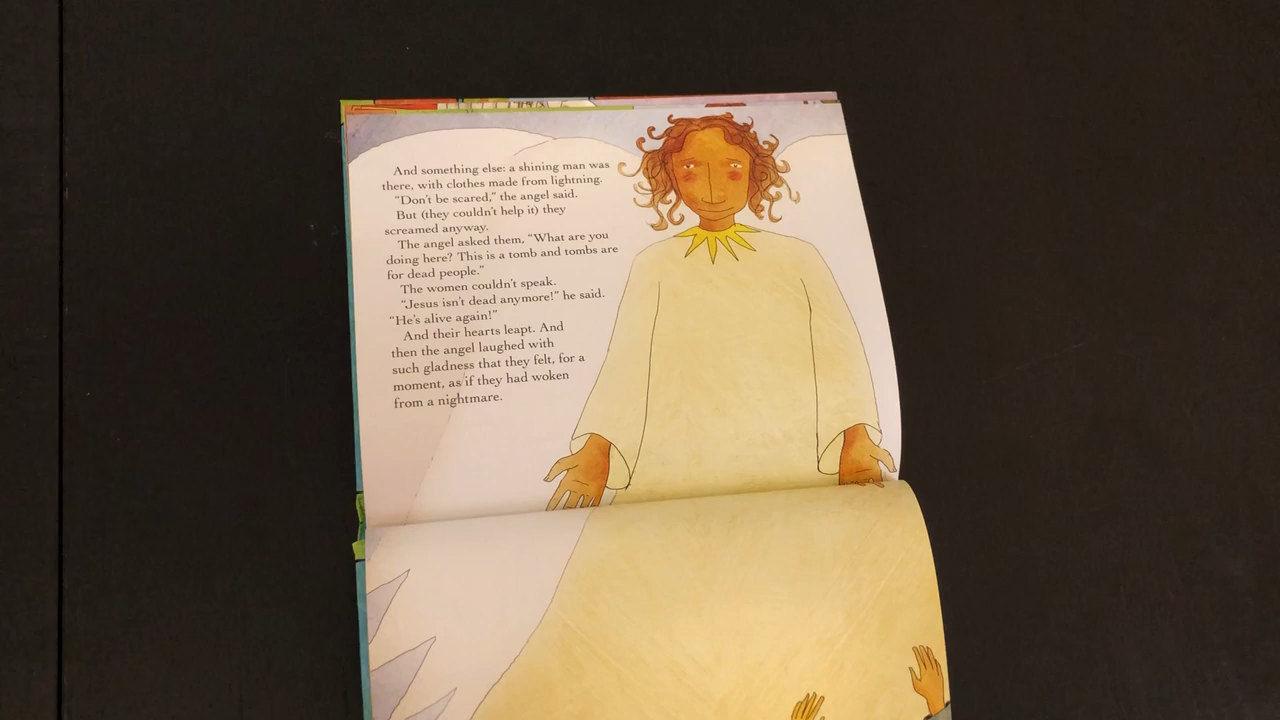 And something else: a shining man was
there, with clothes made from lightning.
“Don’t be scared,” the angel said.
But (they couldn’t help it) they
screamed anyway.
The angel asked them, “What are you
doing here? This is a tomb and tombs are
for dead people.”
The women couldn’t speak.
“Jesus isn’t dead anymore!” he said.
“He’s alive again!”
And their hearts leapt. And
then the angel laughed with
such gladness that they felt, for a
moment, as if they had woken
from a nightmare.